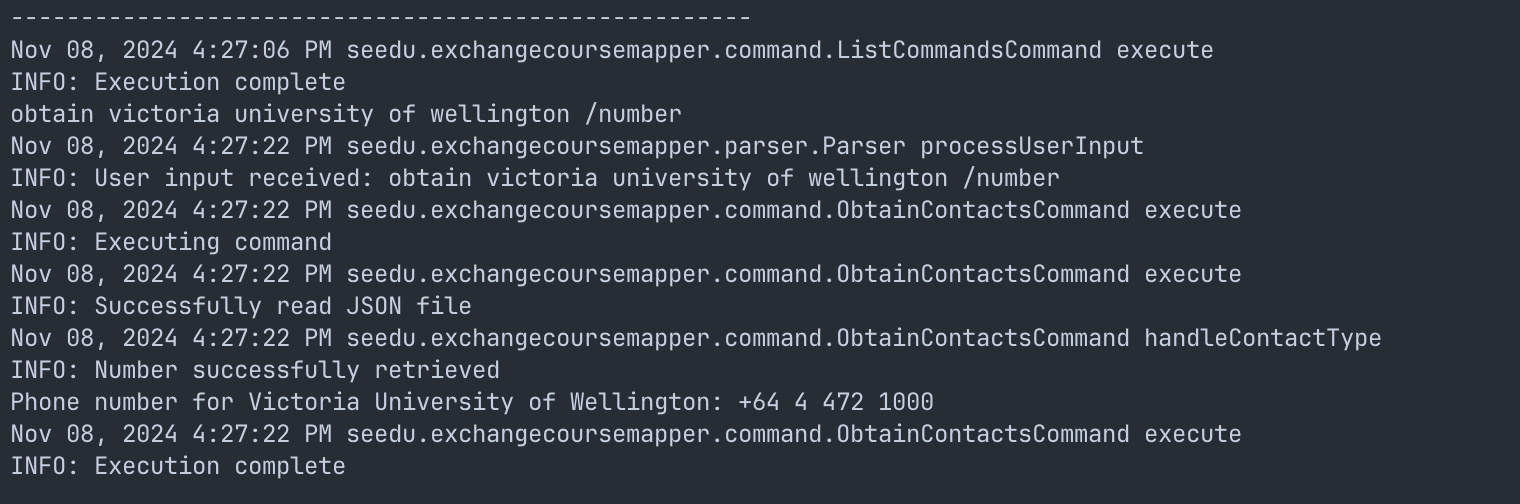 -----------------------------------------------------
Nov 08, 2024 4:27:06 PM seedu.exchangecoursemapper.command.ListCommandsCommand execute
INFO: Execution complete
obtain victoria university of wellington /number
Nov 08, 2024 4:27:22 PM seedu.exchangecoursemapper.parser.Parser processUserInput
INFO: User input received: obtain victoria university of wellington /number
Nov 08, 2024 4:27:22 PM seedu.exchangecoursemapper.command.ObtainContactsCommand execute
INFO: Executing command
Nov 08, 2024 4:27:22 PM seedu.exchangecoursemapper.command.ObtainContactsCommand execute
INFO: Successfully read JSON file
Nov 08, 2024 4:27:22 PM seedu.exchangecoursemapper.command.ObtainContactsCommand handleContactType
INFO: Number successfully retrieved
Phone number for Victoria University of Wellington: +64 4 472 1000
Nov 08, 2024 4:27:22 PM seedu.exchangecoursemapper.command.ObtainContactsCommand execute
INFO: Execution complete